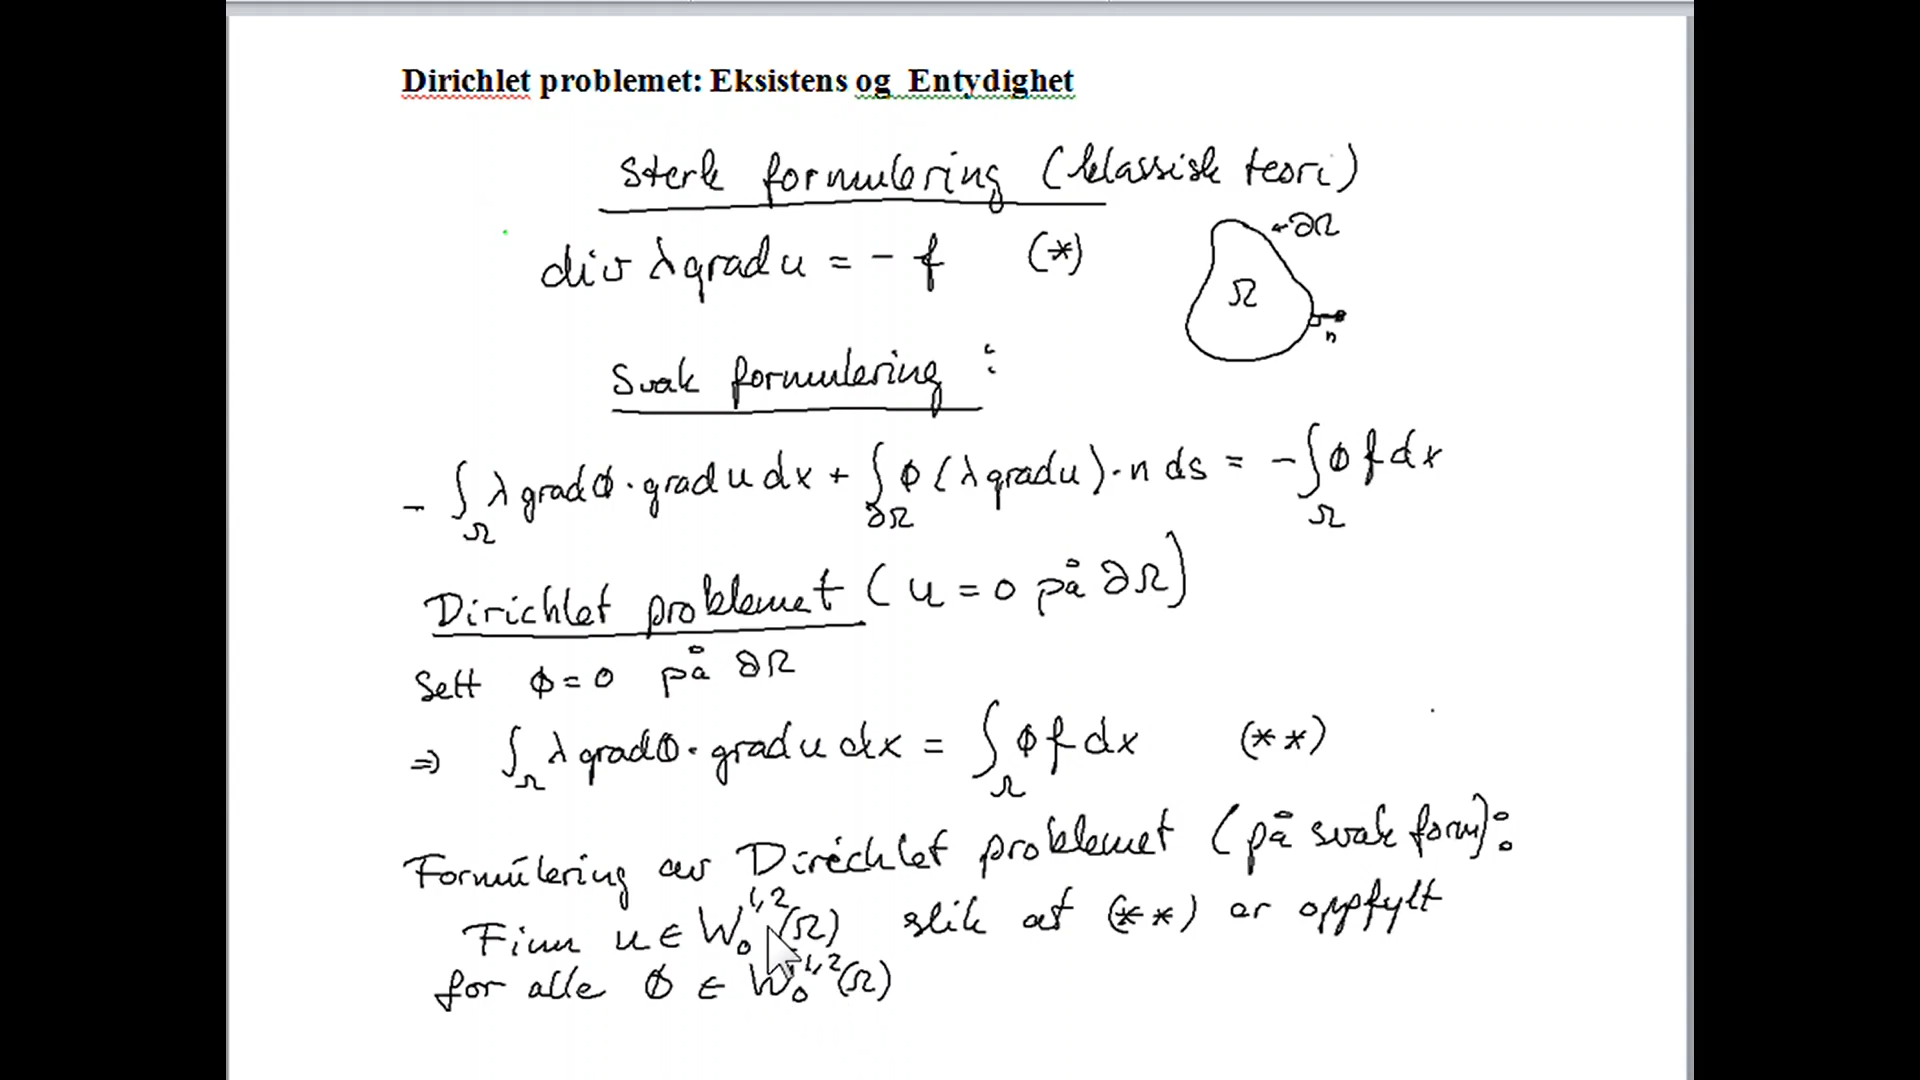 Dirichlet problemet: Eksistens og Entydighet
Sterk formulering (klassisk teori)
div λ grad u = - f (*)
∂Ω
Ω
n
Svak formulering :
- ∫_Ω λ grad ϕ · grad u dx + ∫_∂Ω ϕ (λ grad u) · n ds = - ∫_Ω ϕ f dx
Dirichlet problemet (u = 0 på ∂Ω)
Sett ϕ = 0 på ∂Ω
⇒ ∫_Ω λ grad ϕ · grad u dx = ∫_Ω ϕ f dx (**)
Formulering av Dirichlet problemet (på svak form):
Finn u ∈ W_0^{1,2}(Ω) slik at (**) er oppfylt
for alle ϕ ∈ W_0^{1,2}(Ω)